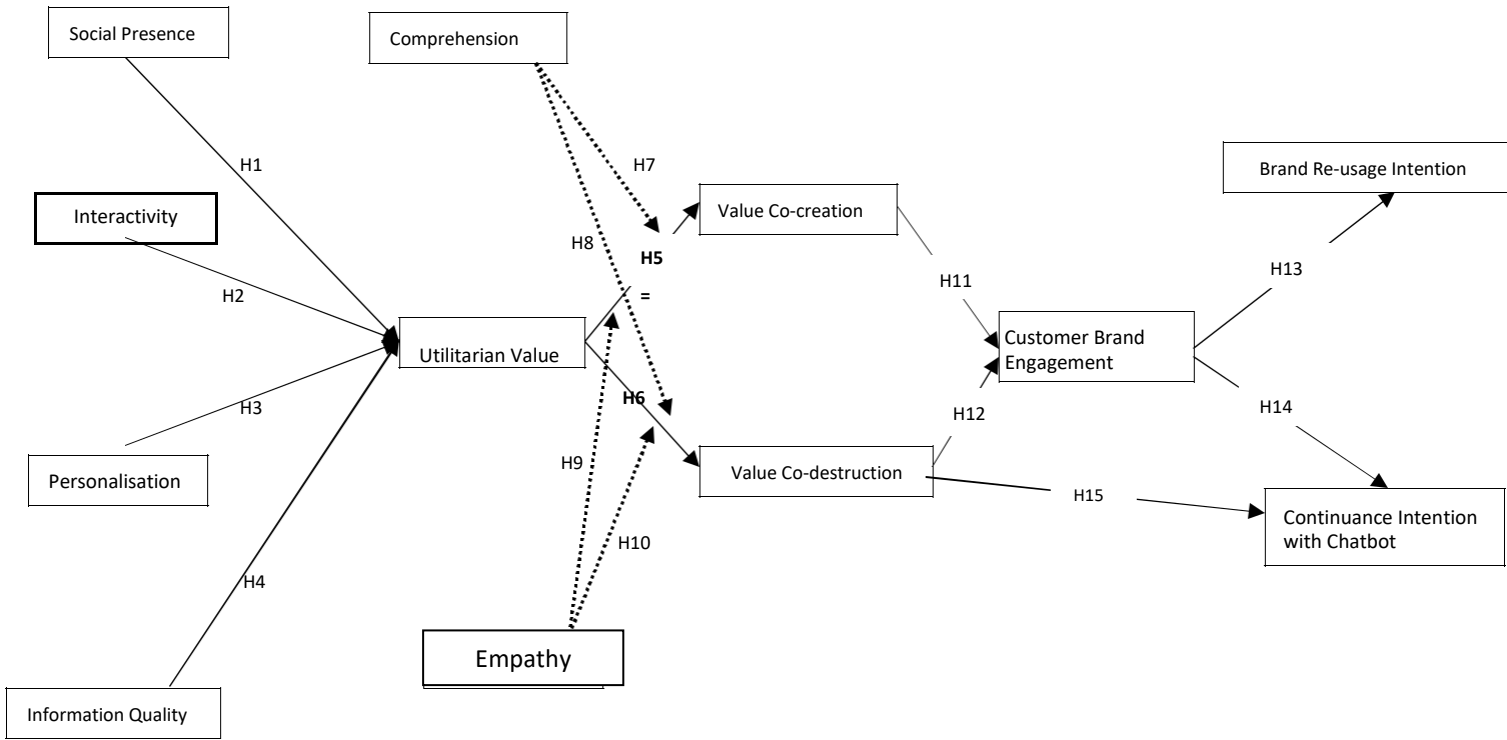 Social Presence
Comprehension
H1
H7
Brand Re-usage Intention
Interactivity
Value Co-creation
H8
H5
=
H2
H11
H13
Utilitarian Value
Customer Brand
Engagement
H3
H6
H12
H14
Personalisation
H9
Value Co-destruction
H15
Continuance Intention
with Chatbot
H10
H4
Empathy
Information Quality